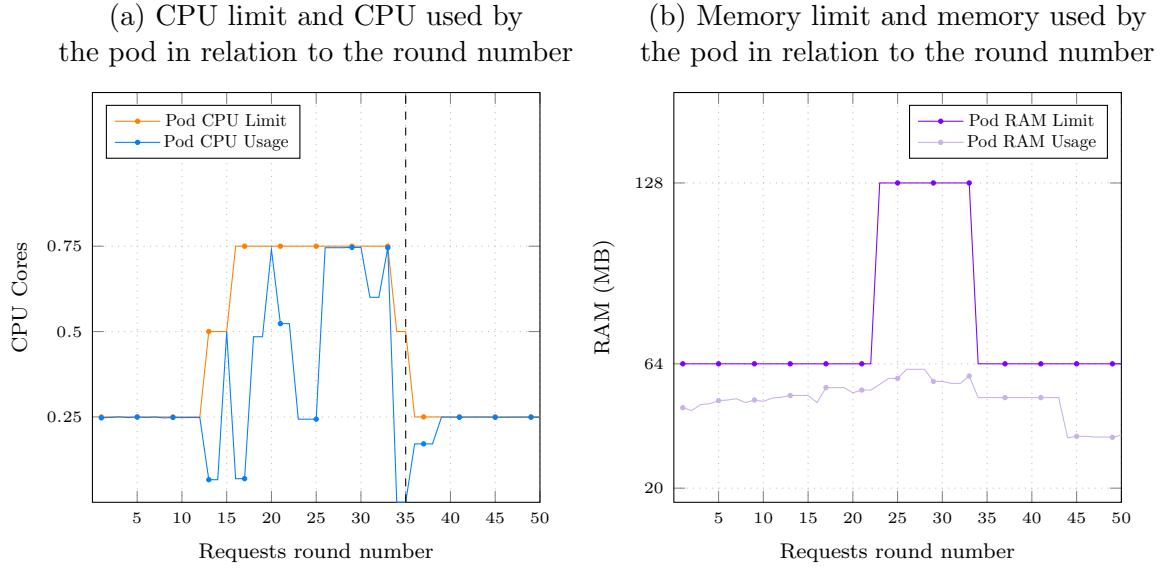 (a) CPU limit and CPU used by
the pod in relation to the round number
Pod CPU Limit
Pod CPU Usage
0.75
0.5
0.25
CPU Cores
5 10 15 20 25 30 35 40 45 50
Requests round number
(b) Memory limit and memory used by
the pod in relation to the round number
Pod RAM Limit
Pod RAM Usage
128
64
20
RAM (MB)
5 10 15 20 25 30 35 40 45 50
Requests round number